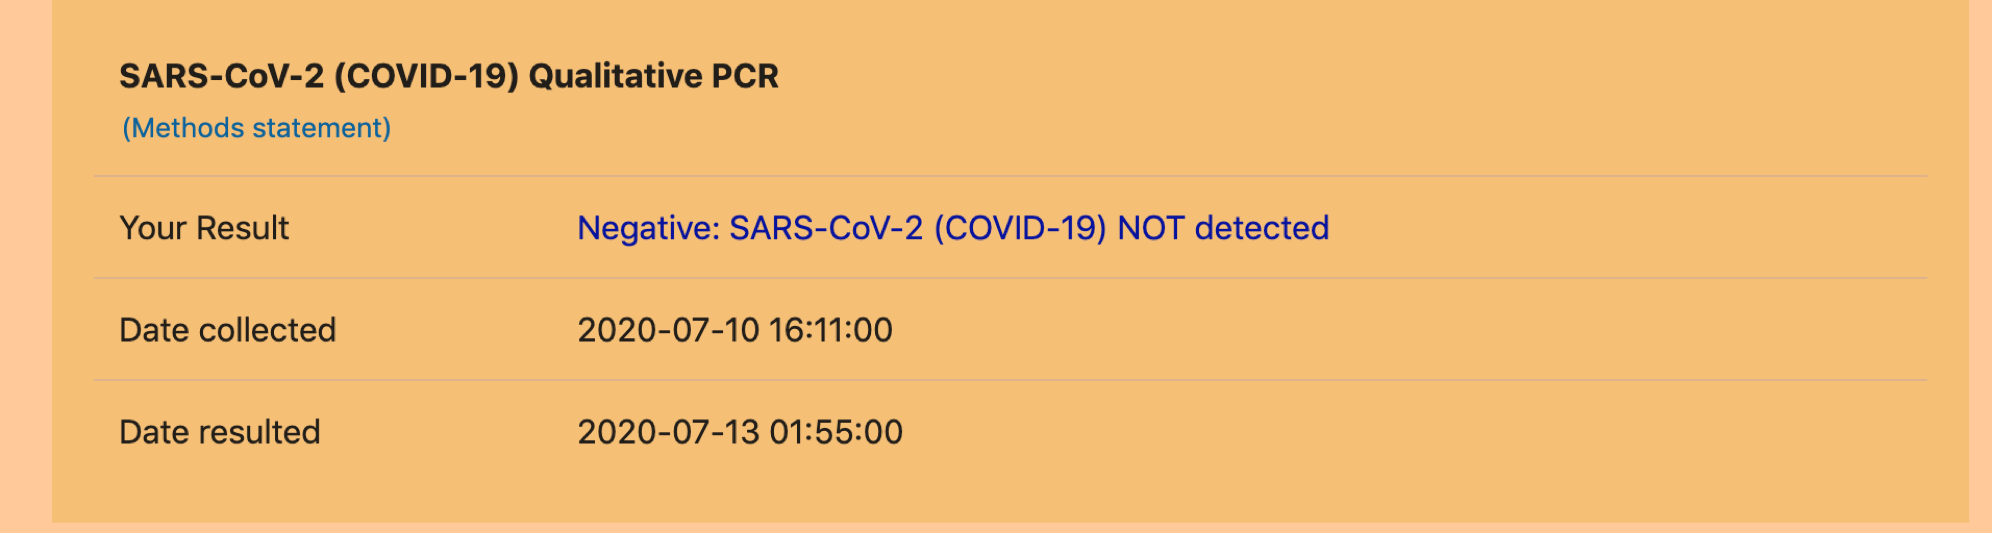 SARS-CoV-2 (COVID-19) Qualitative PCR
(Methods statement)
Your Result Negative: SARS-CoV-2 (COVID-19) NOT detected
Date collected 2020-07-10 16:11:00
Date resulted 2020-07-13 01:55:00